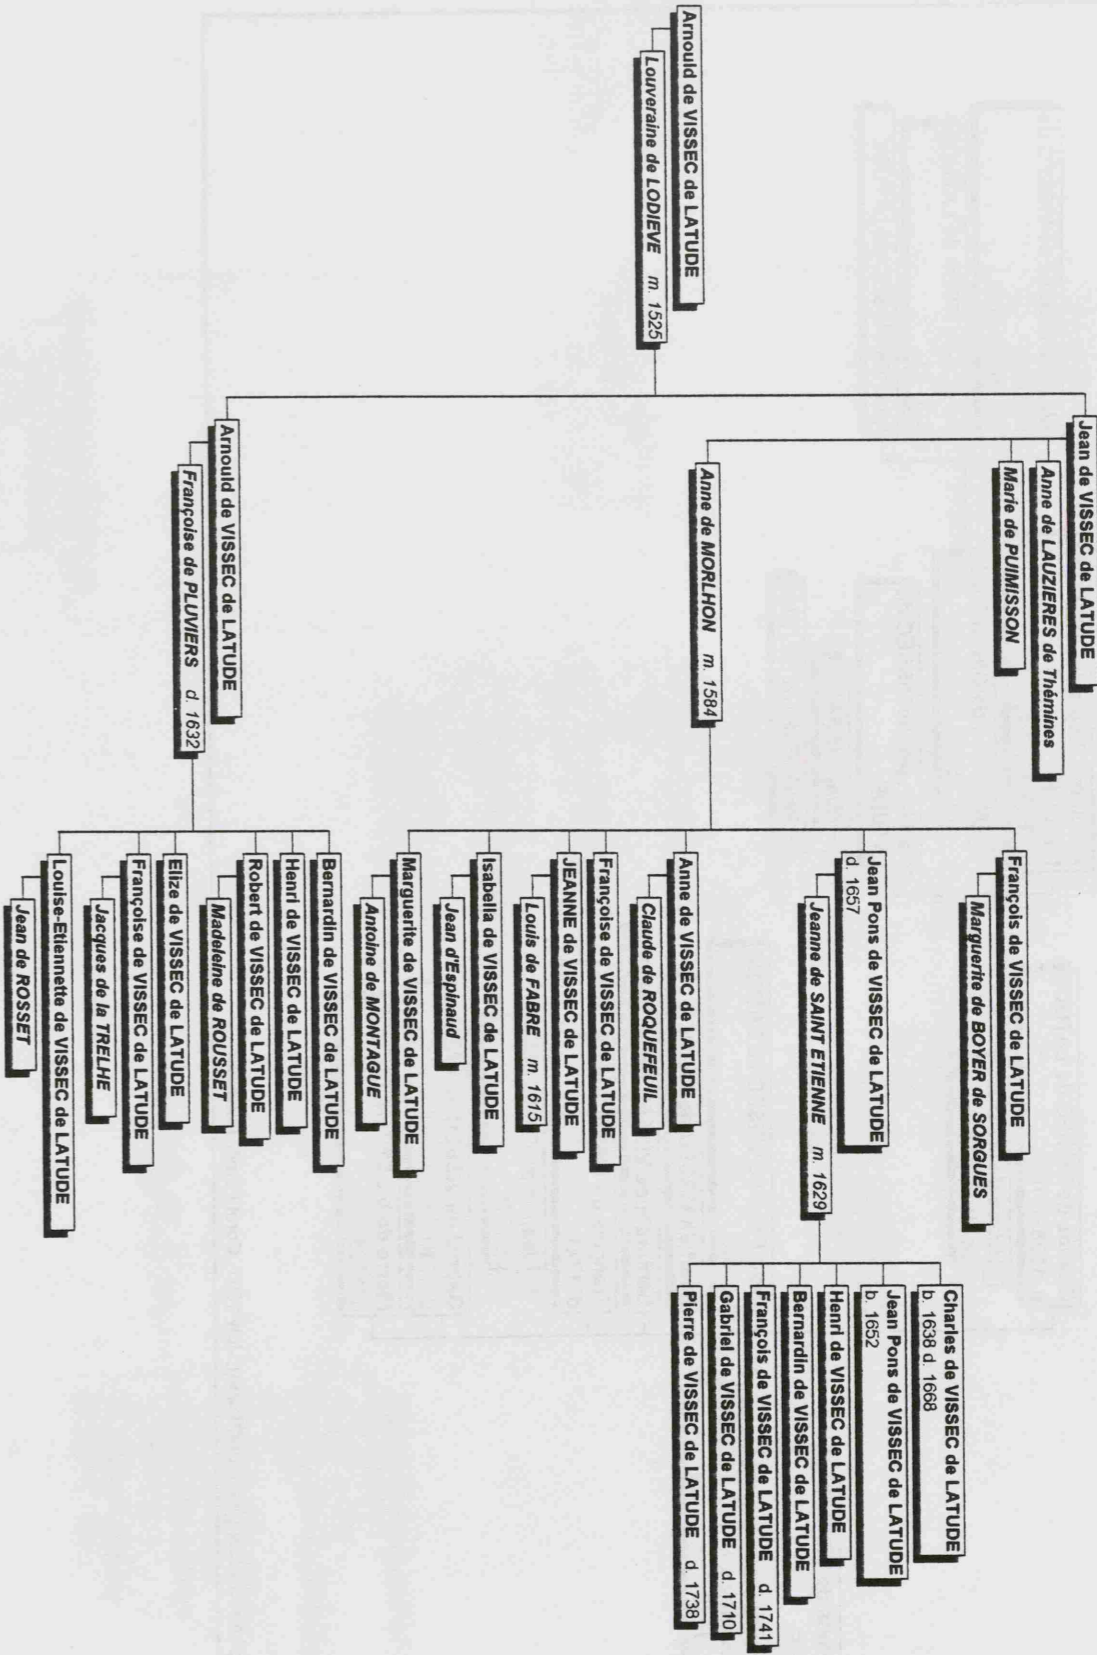 Arnould de VISSEC de LATUDE
Louveraine de LODIEVE m. 1525
Jean de VISSEC de LATUDE
Anne de LAUZIERES de Thémines
Marie de PUIMISSON
Anne de MORLHON m. 1584
François de VISSEC de LATUDE
Marguerite de BOYER de SORGUES
Jean Pons de VISSEC de LATUDE
d. 1657
Jeanne de SAINT ETIENNE m. 1629
Charles de VISSEC de LATUDE
b. 1638 d. 1668
Jean Pons de VISSEC de LATUDE
b. 1652
Henri de VISSEC de LATUDE
Bernardin de VISSEC de LATUDE
François de VISSEC de LATUDE d. 1741
Gabriel de VISSEC de LATUDE d. 1710
Pierre de VISSEC de LATUDE d. 1738
Anne de VISSEC de LATUDE
Claude de ROQUEFEUIL
Françoise de VISSEC de LATUDE
JEANNE de VISSEC de LATUDE
Louis de FABRE m. 1615
Isabella de VISSEC de LATUDE
Jean d'Espinaud
Marguerite de VISSEC de LATUDE
Antoine de MONTAGUE
Arnould de VISSEC de LATUDE
Françoise de PLUVIERS d. 1632
Bernardin de VISSEC de LATUDE
Henri de VISSEC de LATUDE
Robert de VISSEC de LATUDE
Madeleine de ROUSSET
Elize de VISSEC de LATUDE
Françoise de VISSEC de LATUDE
Jacques de la TRELHE
Louise-Etiennette de VISSEC de LATUDE
Jean de ROSSET